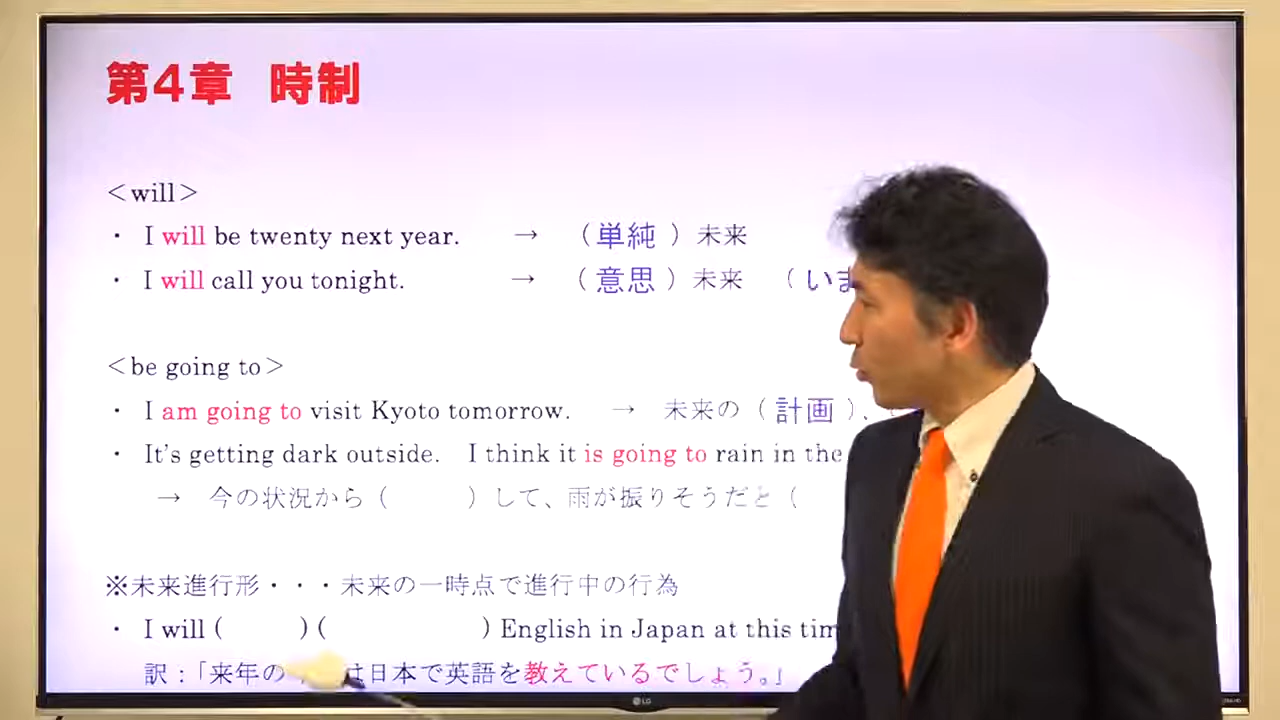 第4章 時制
＜will＞
・ I will be twenty next year. → （単純）未来
・ I will call you tonight. → （意思）未来 （いま
＜be going to＞
・ I am going to visit Kyoto tomorrow. → 未来の（計画）、
・ It's getting dark outside. I think it is going to rain in the
→ 今の状況から（ ）して、雨が振りそうだと（
※未来進行形・・・未来の一時点で進行中の行為
・ I will ( ) ( ) English in Japan at this tim
訳：「来年の は日本で英語を教えているでしょう。」
LG